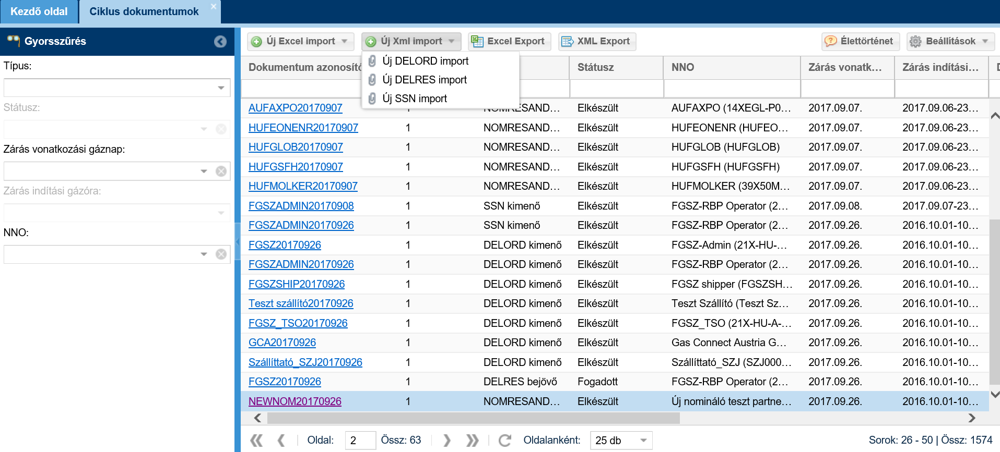 Kezdő oldal
Ciklus dokumentumok
Gyorsszűrés
Típus:
Státusz:
Zárás vonatkozási gáznap:
Zárás indítási gázóra:
NNO:
Új Excel import
Új Xml import
Excel Export
XML Export
Élettörténet
Beállítások
Új DELORD import
Új DELRES import
Új SSN import
Dokumentum azonosító Státusz NNO Zárás vonatk... Zárás indítási...
AUFAXPO20170907 1 NOMRESAND... Elkészült AUFAXPO (14XEGL-P0... 2017.09.07. 2017.09.06-23...
HUFEONENR20170907 1 NOMRESAND... Elkészült HUFEONENR (HUFEO... 2017.09.07. 2017.09.06-23...
HUFGLOB20170907 1 NOMRESAND... Elkészült HUFGLOB (HUFGLOB) 2017.09.07. 2017.09.06-23...
HUFGSFH20170907 1 NOMRESAND... Elkészült HUFGSFH (HUFGSFH) 2017.09.07. 2017.09.06-23...
HUFMOLKER20170907 1 NOMRESAND... Elkészült HUFMOLKER (39X50M... 2017.09.07. 2017.09.06-23...
FGSZADMIN20170908 1 SSN kimenő Elkészült FGSZ-RBP Operator (2... 2017.09.08. 2017.09.07-23...
FGSZADMIN20170926 1 SSN kimenő Elkészült FGSZ-RBP Operator (2... 2017.09.26. 2016.10.01-10...
FGSZ20170926 1 DELORD kimenő Elkészült FGSZ-Admin (21X-HU-... 2017.09.26. 2016.10.01-10...
FGSZADMIN20170926 1 DELORD kimenő Elkészült FGSZ-RBP Operator (2... 2017.09.26. 2016.10.01-10...
FGSZSHIP20170926 1 DELORD kimenő Elkészült FGSZ shipper (FGSZSH... 2017.09.26. 2016.10.01-10...
Teszt szállító20170926 1 DELORD kimenő Elkészült Teszt Szállító (Teszt Sz... 2017.09.26. 2016.10.01-10...
FGSZ_TSO20170926 1 DELORD kimenő Elkészült FGSZ_TSO (21X-HU-A-... 2017.09.26. 2016.10.01-10...
GCA20170926 1 DELORD kimenő Elkészült Gas Connect Austria G... 2017.09.26. 2016.10.01-10...
Szállíttató_SZJ20170926 1 DELORD kimenő Elkészült Szállíttató_SZJ (SZJ000... 2017.09.26. 2016.10.01-10...
FGSZ20170926 1 DELRES bejövő Fogadott FGSZ-RBP Operator (2... 2017.09.26. 2016.10.01-10...
NEWNOM20170926 1 NOMRESAND... Elkészült Új nomináló teszt partne... 2017.09.26. 2016.10.01-10...
Oldal: 2 Össz: 63 Oldalanként: 25 db Sorok: 26 - 50 | Össz: 1574